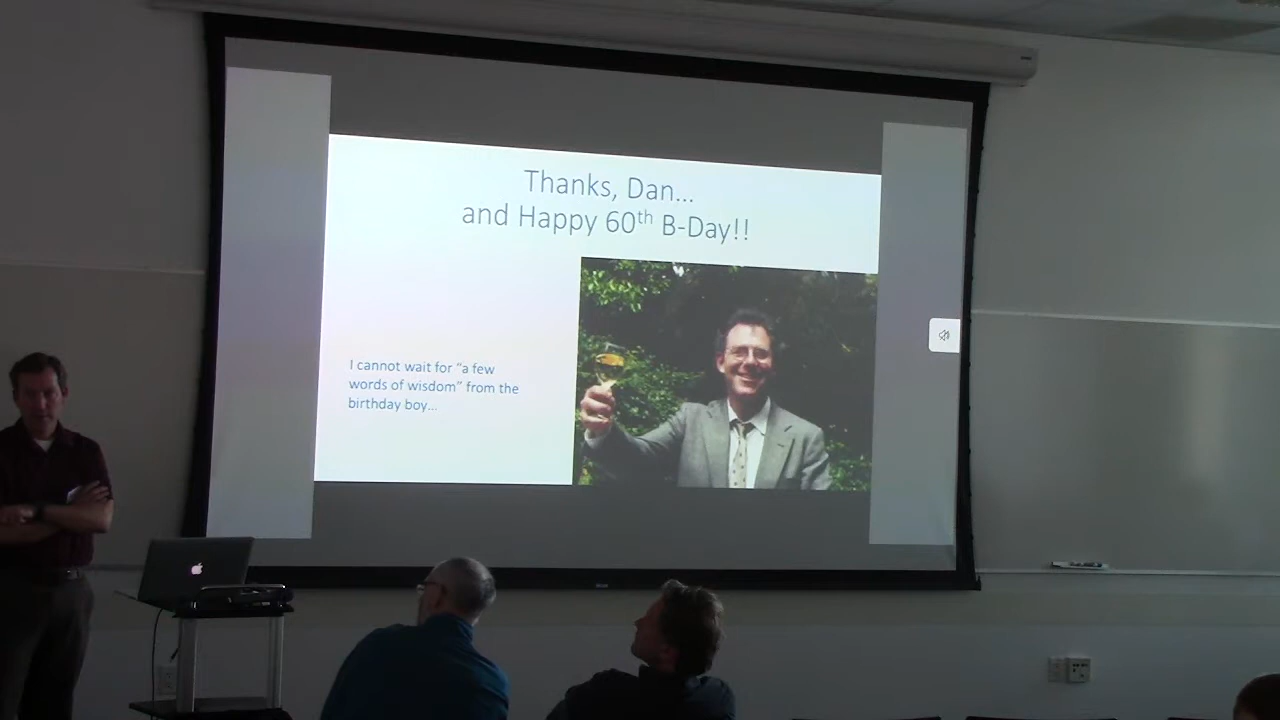 Thanks, Dan...
and Happy 60th B-Day!!
I cannot wait for “a few
words of wisdom” from the
birthday boy...